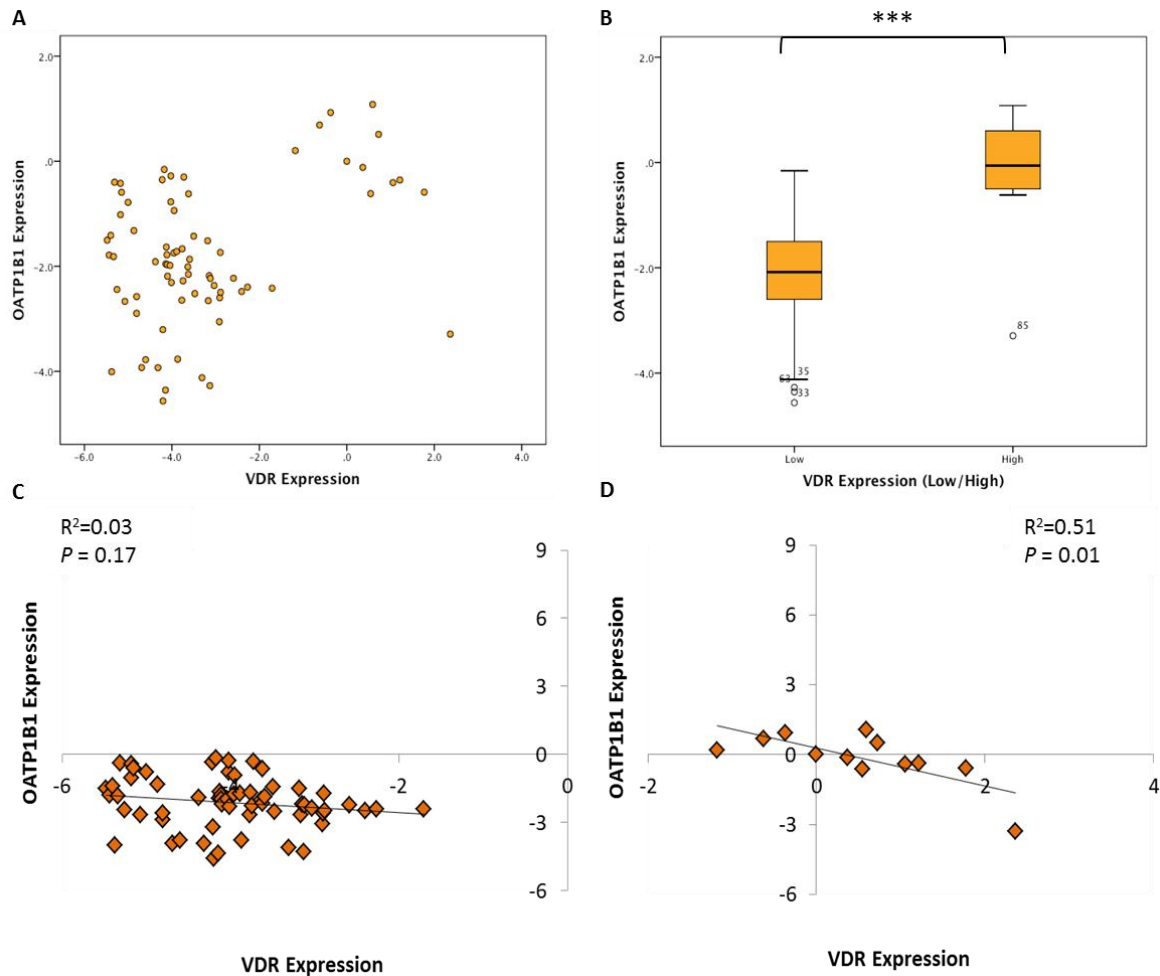 A
2.0
.0
-2.0
-4.0
OATP1B1 Expression
-6.0 -4.0 -2.0 .0 2.0 4.0
VDR Expression
B
***
2.0
.0
-2.0
-4.0
OATP1B1 Expression
35
33
85
Low High
VDR Expression (Low/High)
C
R²=0.03
P = 0.17
9
6
3
0
-3
-6
OATP1B1 Expression
-6 -2 0
VDR Expression
D
R²=0.51
P = 0.01
9
6
3
0
-3
-6
OATP1B1 Expression
-2 0 2 4
VDR Expression